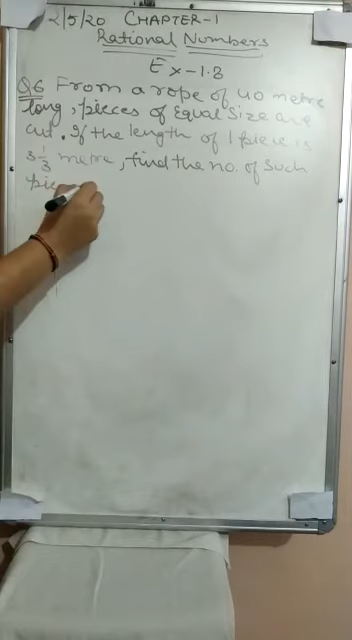 2/5/20 CHAPTER-1
Rational Numbers
Ex-1.8
Q6 From a rope of 40 metre
long, pieces of Equal Size are
cut. If the length of 1 piece is
3 1/3 metre, find the no. of such
pie